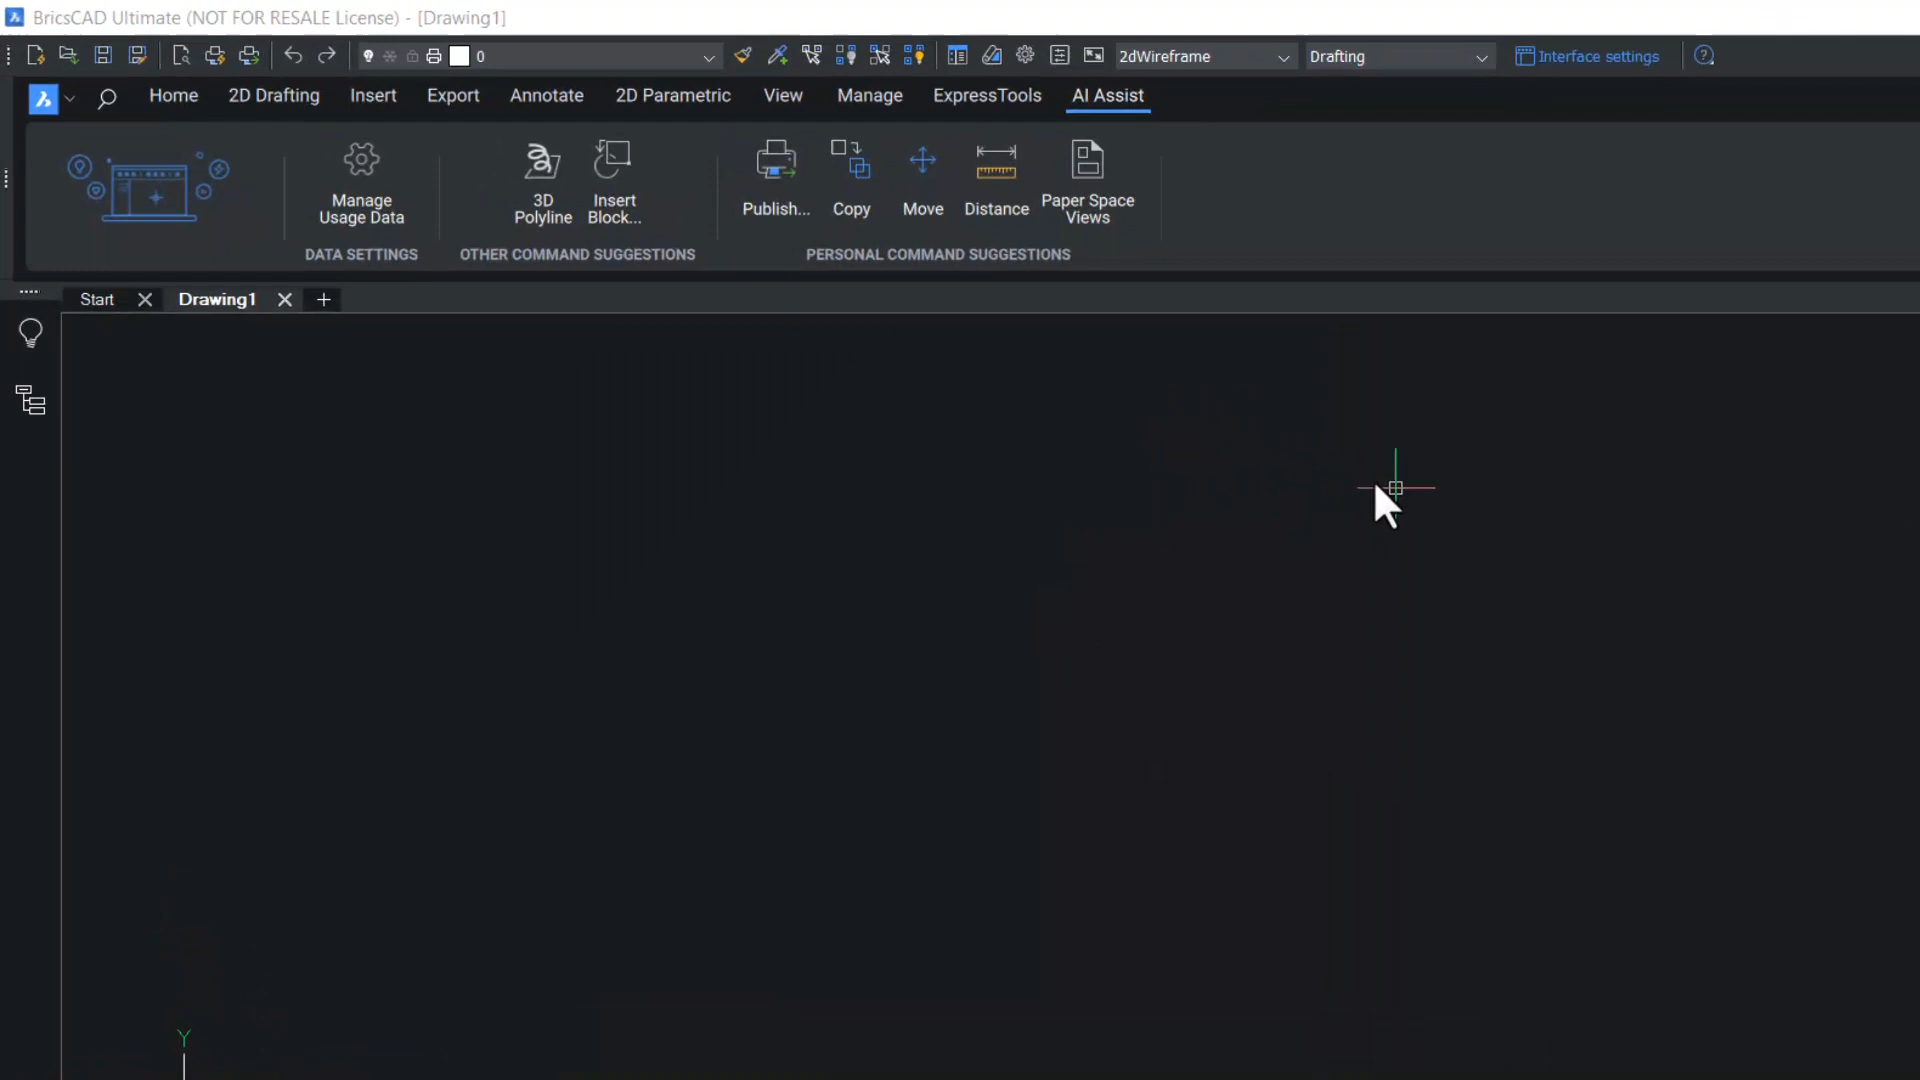 BricsCAD Ultimate (NOT FOR RESALE License) - [Drawing1]
0 2dWireframe Drafting Interface settings ?
Home 2D Drafting Insert Export Annotate 2D Parametric View Manage ExpressTools AI Assist
Manage
Usage Data
DATA SETTINGS
3D
Polyline
Insert
Block...
OTHER COMMAND SUGGESTIONS
Publish...
Copy
Move
Distance
Paper Space
Views
PERSONAL COMMAND SUGGESTIONS
Start Drawing1
Y